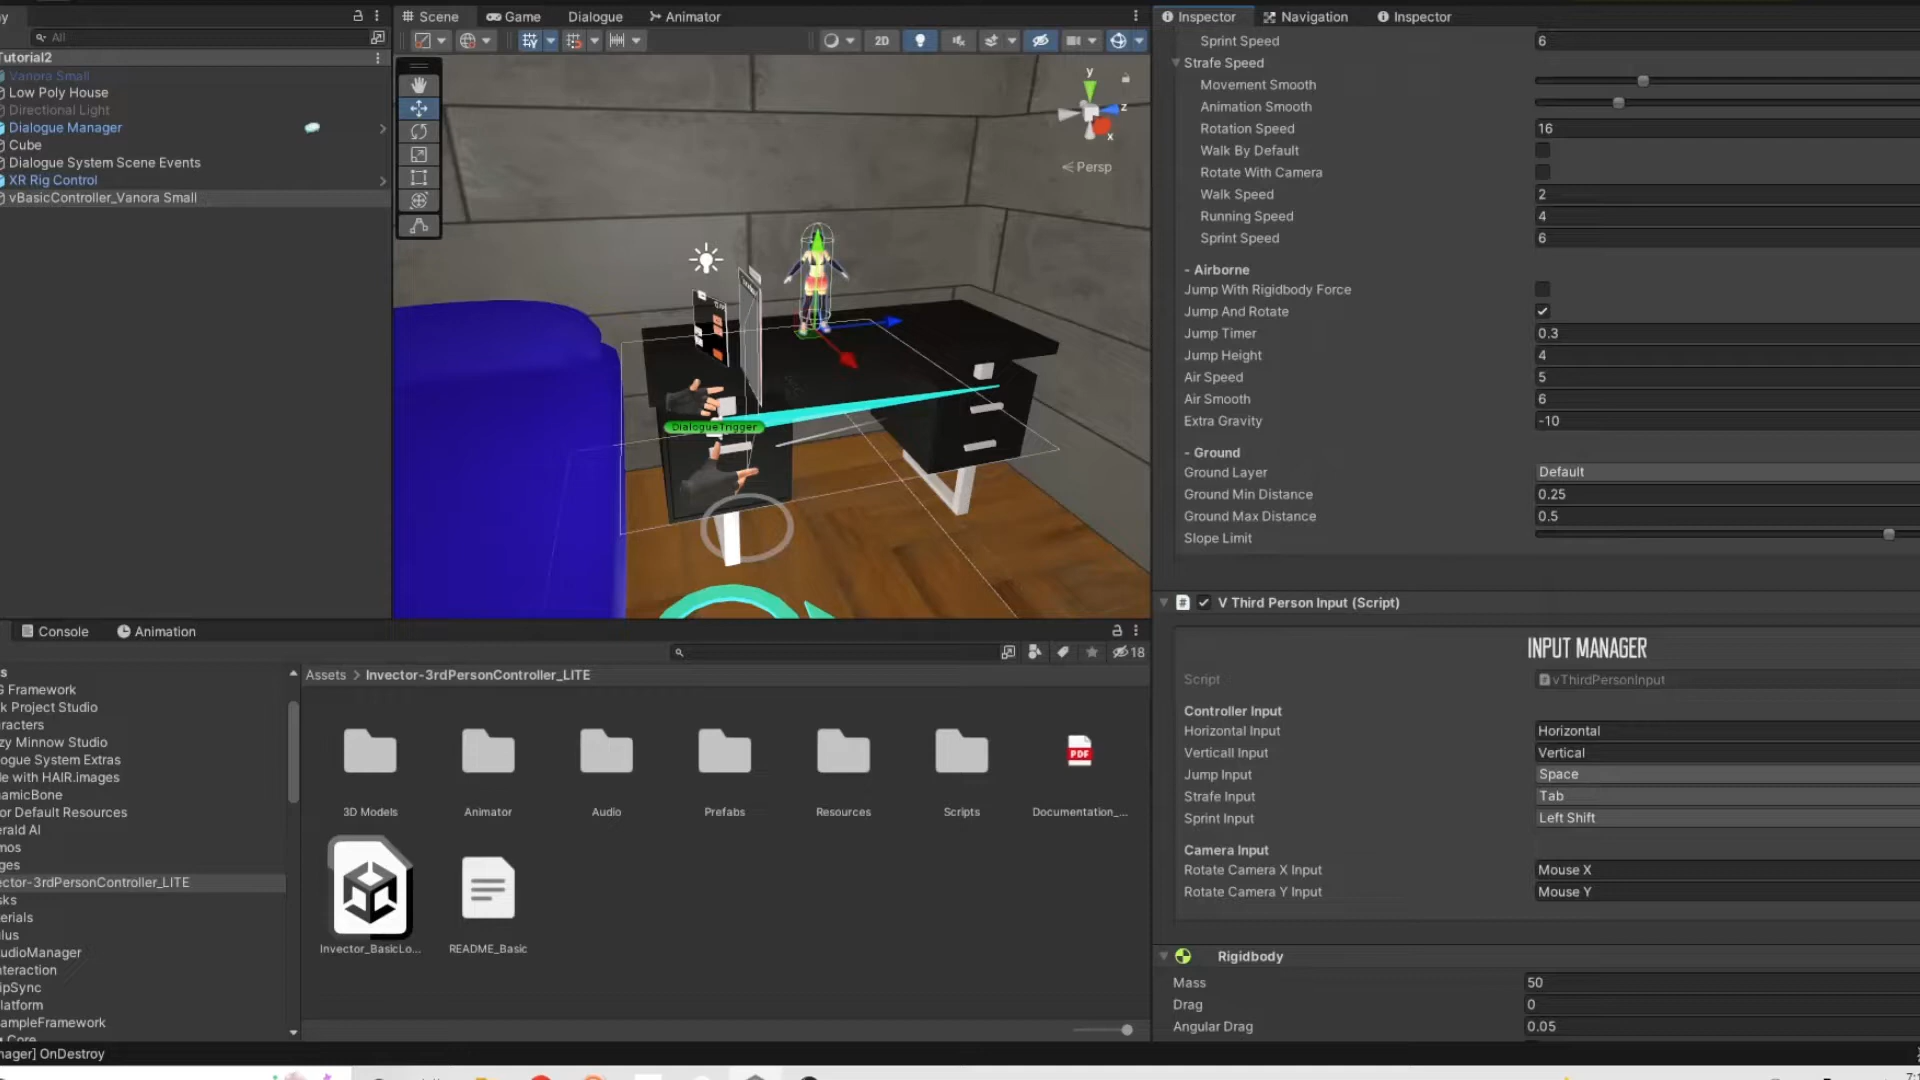 Scene
Game
Dialogue
Animator
All
2D
Tutorial2
Vanora Small
Low Poly House
Directional Light
Dialogue Manager
Cube
Dialogue System Scene Events
XR Rig Control
vBasicController_Vanora Small
y
z
x
Persp
DialogueTrigger
Inspector
Navigation
Inspector
Sprint Speed 6
Strafe Speed
Movement Smooth
Animation Smooth
Rotation Speed 16
Walk By Default
Rotate With Camera
Walk Speed 2
Running Speed 4
Sprint Speed 6
- Airborne
Jump With Rigidbody Force
Jump And Rotate
Jump Timer 0.3
Jump Height 4
Air Speed 5
Air Smooth 6
Extra Gravity -10
- Ground
Ground Layer Default
Ground Min Distance 0.25
Ground Max Distance 0.5
Slope Limit
V Third Person Input (Script)
INPUT MANAGER
Script vThirdPersonInput
Controller Input
Horizontal Input Horizontal
Verticall Input Vertical
Jump Input Space
Strafe Input Tab
Sprint Input Left Shift
Camera Input
Rotate Camera X Input Mouse X
Rotate Camera Y Input Mouse Y
Rigidbody
Mass 50
Drag 0
Angular Drag 0.05
Console
Animation
18
s
G Framework
k Project Studio
racters
zy Minnow Studio
ogue System Extras
le with HAIR.images
amicBone
or Default Resources
erald AI
mos
ges
ector-3rdPersonController_LITE
sks
erials
lus
udioManager
nteraction
ipSync
latform
ampleFramework
Core
Assets > Invector-3rdPersonController_LITE
3D Models
Animator
Audio
Prefabs
Resources
Scripts
PDF
Documentation_...
Invector_BasicLo...
README_Basic
nager] OnDestroy